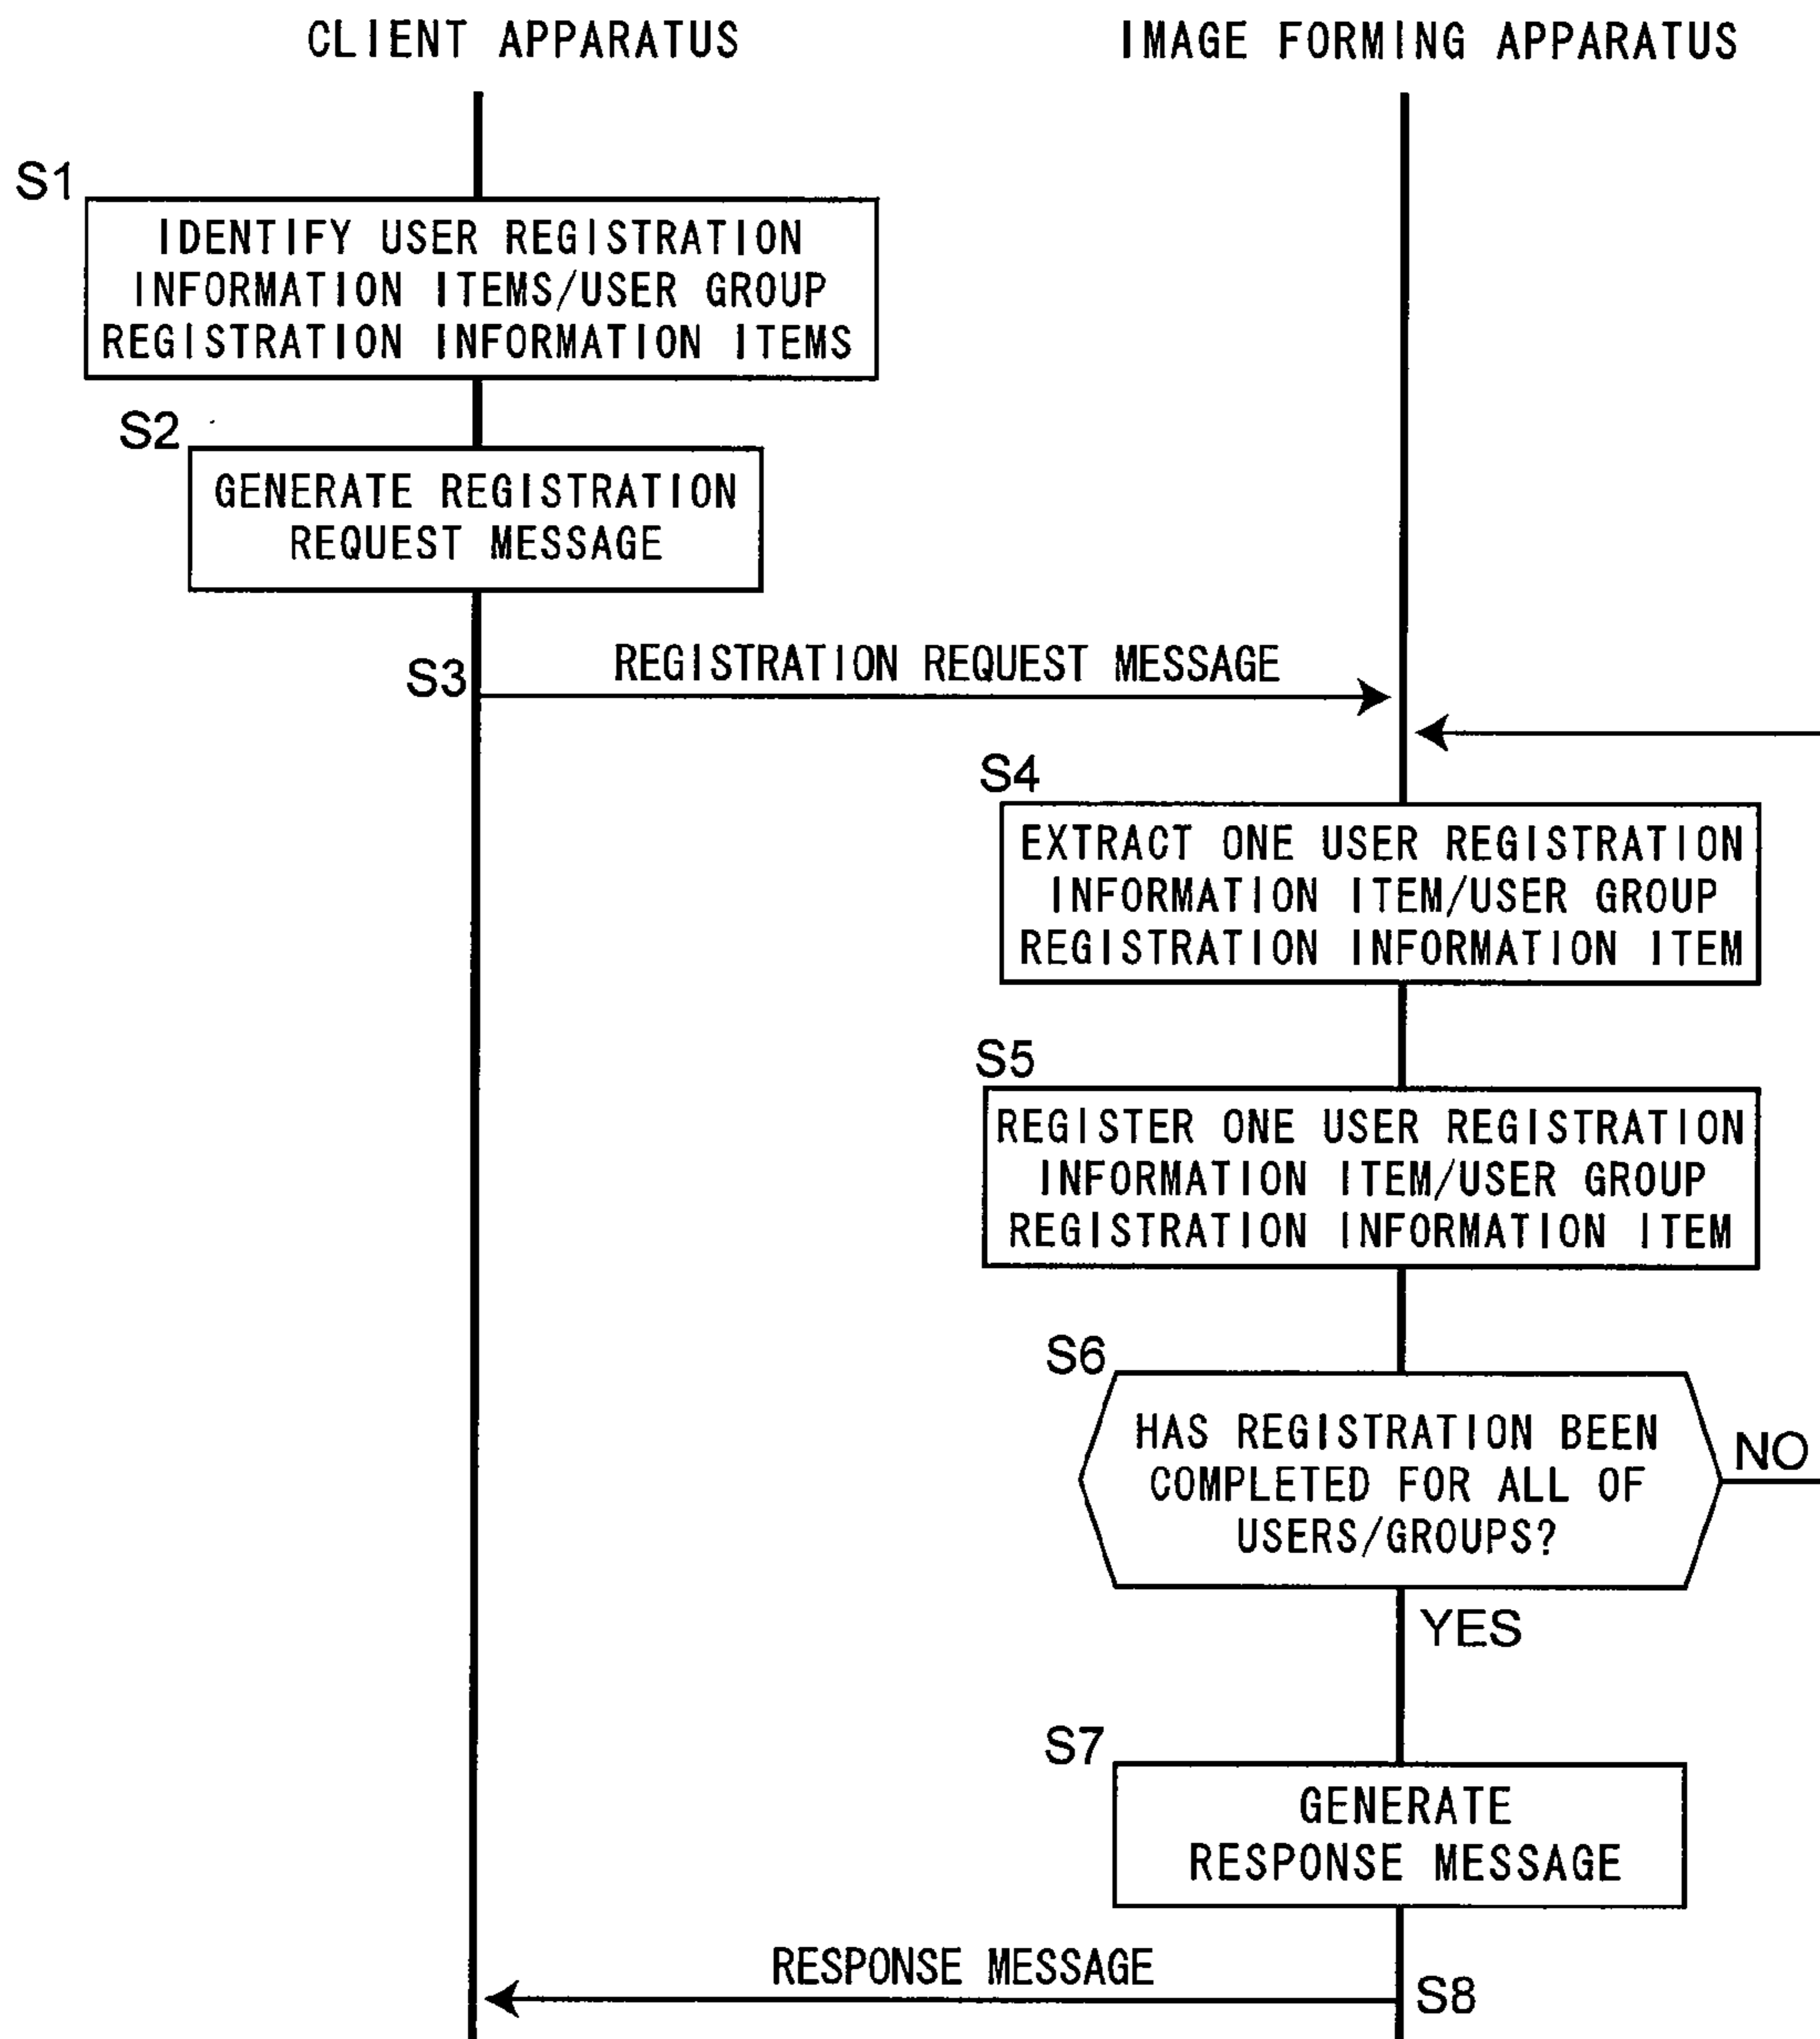 CLIENT APPARATUS
IMAGE FORMING APPARATUS
S1
IDENTIFY USER REGISTRATION
INFORMATION ITEMS/USER GROUP
REGISTRATION INFORMATION ITEMS
S2
GENERATE REGISTRATION
REQUEST MESSAGE
S3
REGISTRATION REQUEST MESSAGE
S4
EXTRACT ONE USER REGISTRATION
INFORMATION ITEM/USER GROUP
REGISTRATION INFORMATION ITEM
S5
REGISTER ONE USER REGISTRATION
INFORMATION ITEM/USER GROUP
REGISTRATION INFORMATION ITEM
S6
HAS REGISTRATION BEEN
COMPLETED FOR ALL OF
USERS/GROUPS?
NO
YES
S7
GENERATE
RESPONSE MESSAGE
RESPONSE MESSAGE
S8